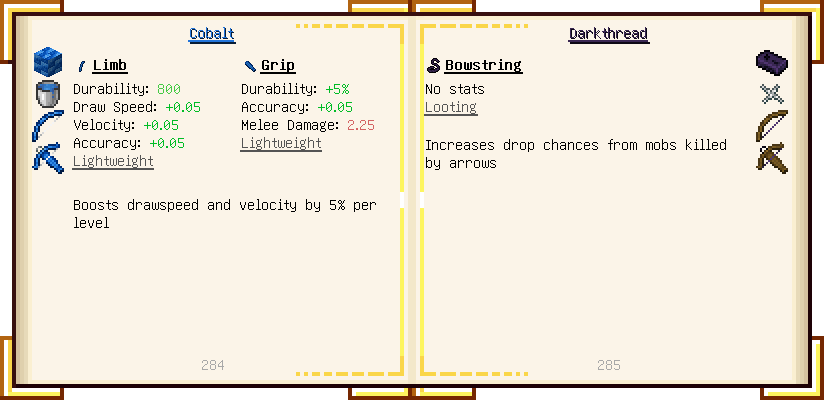 Cobalt
Limb
Durability: 800
Draw Speed: +0.05
Velocity: +0.05
Accuracy: +0.05
Lightweight
Grip
Durability: +5%
Accuracy: +0.05
Melee Damage: 2.25
Lightweight
Boosts drawspeed and velocity by 5% per
level
284
Darkthread
Bowstring
No stats
Looting
Increases drop chances from mobs killed
by arrows
285